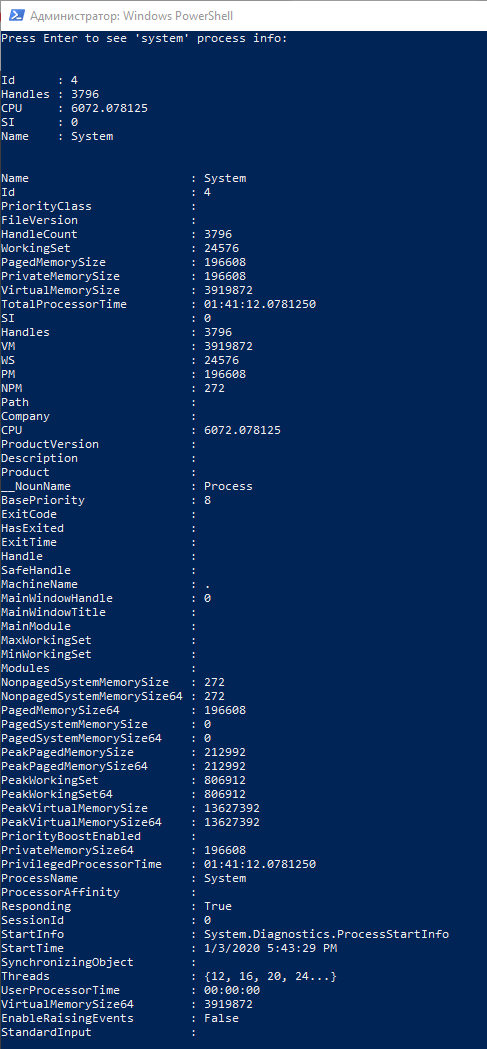 Администратор: Windows PowerShell
Press Enter to see 'system' process info:
Id      : 4
Handles : 3796
CPU     : 6072.078125
SI      : 0
Name    : System
Name                       : System
Id                         : 4
PriorityClass              :
FileVersion                :
HandleCount                : 3796
WorkingSet                 : 24576
PagedMemorySize            : 196608
PrivateMemorySize          : 196608
VirtualMemorySize          : 3919872
TotalProcessorTime         : 01:41:12.0781250
SI                         : 0
Handles                    : 3796
VM                         : 3919872
WS                         : 24576
PM                         : 196608
NPM                        : 272
Path                       :
Company                    :
CPU                        : 6072.078125
ProductVersion             :
Description                :
Product                    :
__NounName                 : Process
BasePriority               : 8
ExitCode                   :
HasExited                  :
ExitTime                   :
Handle                     :
SafeHandle                 :
MachineName                : .
MainWindowHandle           : 0
MainWindowTitle            :
MainModule                 :
MaxWorkingSet              :
MinWorkingSet              :
Modules                    :
NonpagedSystemMemorySize   : 272
NonpagedSystemMemorySize64 : 272
PagedMemorySize64          : 196608
PagedSystemMemorySize      : 0
PagedSystemMemorySize64    : 0
PeakPagedMemorySize        : 212992
PeakPagedMemorySize64      : 212992
PeakWorkingSet             : 806912
PeakWorkingSet64           : 806912
PeakVirtualMemorySize      : 13627392
PeakVirtualMemorySize64    : 13627392
PriorityBoostEnabled       :
PrivateMemorySize64        : 196608
PrivilegedProcessorTime    : 01:41:12.0781250
ProcessName                : System
ProcessorAffinity          :
Responding                 : True
SessionId                  : 0
StartInfo                  : System.Diagnostics.ProcessStartInfo
StartTime                  : 1/3/2020 5:43:29 PM
SynchronizingObject        :
Threads                    : {12, 16, 20, 24...}
UserProcessorTime          : 00:00:00
VirtualMemorySize64        : 3919872
EnableRaisingEvents        : False
StandardInput              :